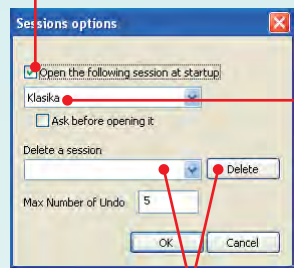 Sessions options
Open the following session at startup
Klasika
Ask before opening it
Delete a session
Delete
Max Number of Undo 5
OK Cancel